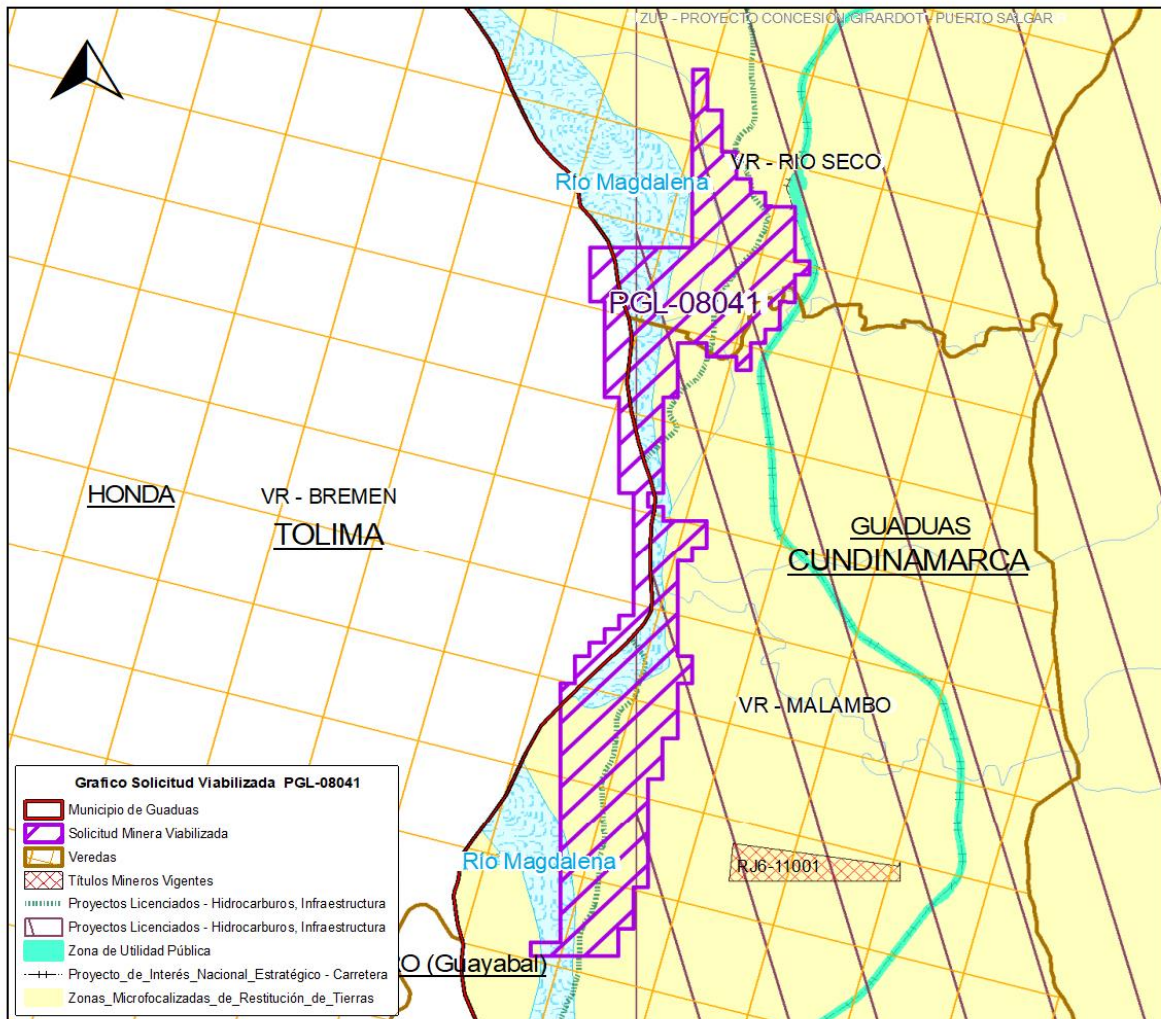 ZUP - PROYECTO CONCESIÓN GIRARDOT - PUERTO SALGAR
VR - RIO SECO
Río Magdalena
PGL-08041
HONDA
VR - BREMEN
TOLIMA
GUADUAS
CUNDINAMARCA
VR - MALAMBO
Río Magdalena
RJ6-11001
RO (Guayabal)
Grafico Solicitud Viabilizada PGL-08041
Municipio de Guaduas
Solicitud Minera Viabilizada
Veredas
Títulos Mineros Vigentes
Proyectos Licenciados - Hidrocarburos, Infraestructura
Proyectos Licenciados - Hidrocarburos, Infraestructura
Zona de Utilidad Pública
Proyecto_de_Interés_Nacional_Estratégico - Carretera
Zonas_Microfocalizadas_de_Restitución_de_Tierras